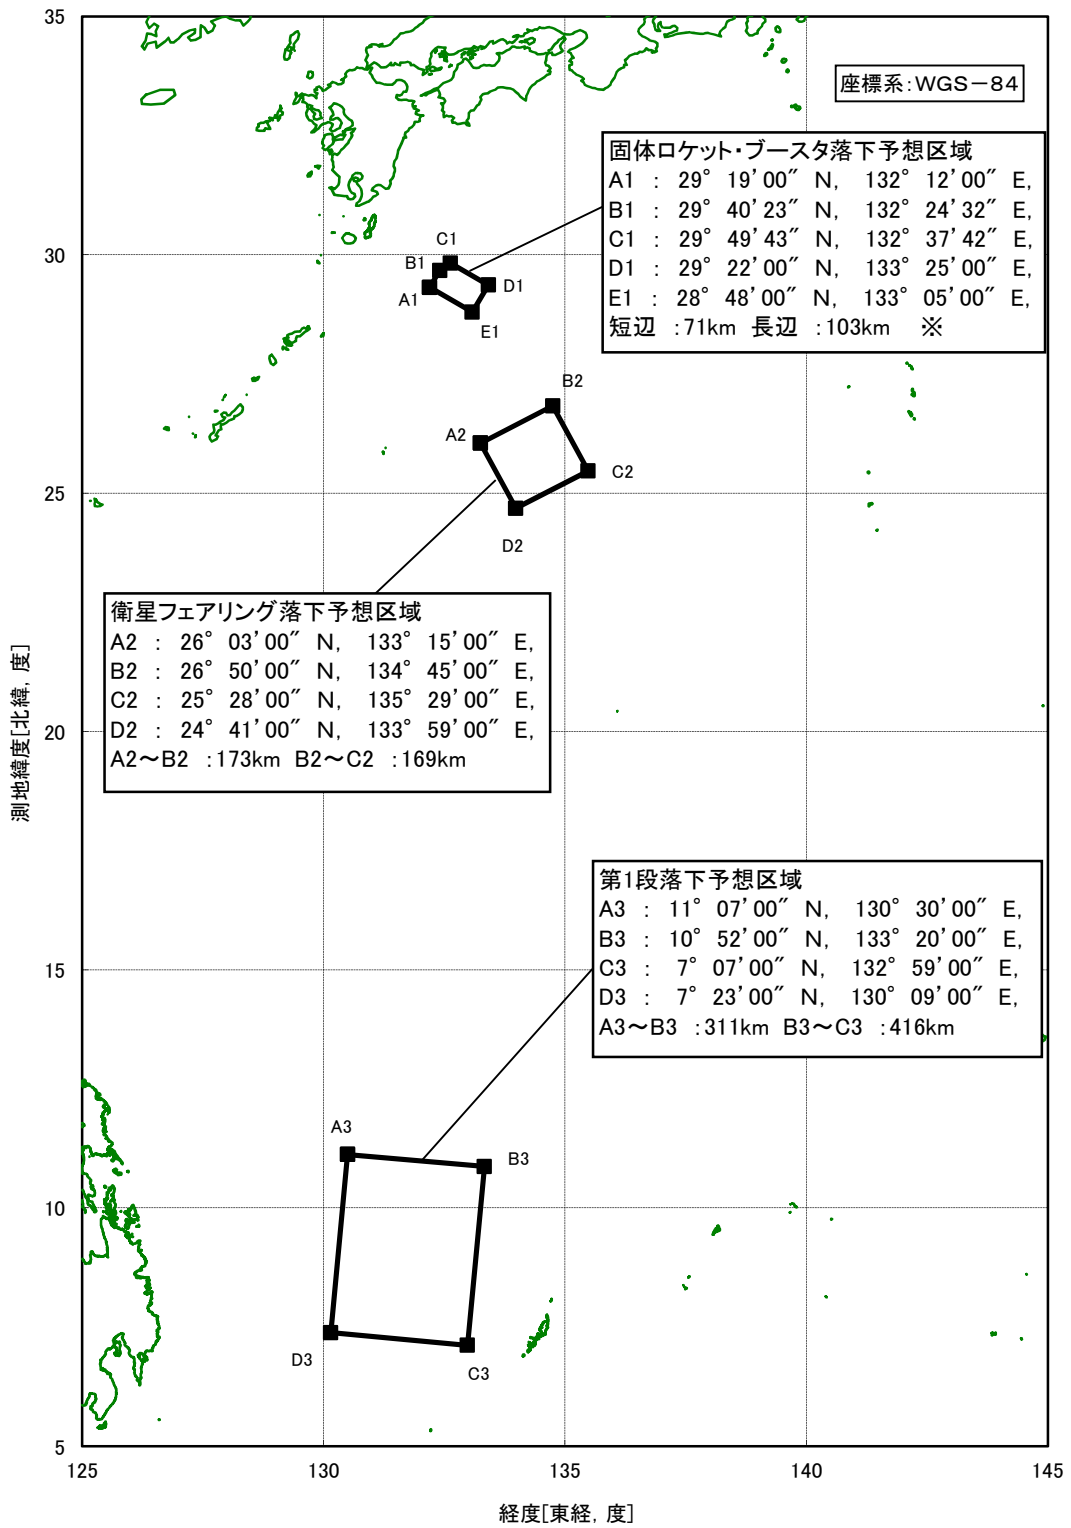 35
座標系:WGS-84
固体ロケット・ブースタ落下予想区域
A1 : 29° 19′00″ N, 132° 12′00″ E,
B1 : 29° 40′23″ N, 132° 24′32″ E,
C1 : 29° 49′43″ N, 132° 37′42″ E,
D1 : 29° 22′00″ N, 133° 25′00″ E,
E1 : 28° 48′00″ N, 133° 05′00″ E,
短辺 :71km 長辺 :103km ※
C1
30
B1
D1
A1
E1
B2
A2
C2
25
D2
衛星フェアリング落下予想区域
A2 : 26° 03′00″ N, 133° 15′00″ E,
B2 : 26° 50′00″ N, 134° 45′00″ E,
C2 : 25° 28′00″ N, 135° 29′00″ E,
D2 : 24° 41′00″ N, 133° 59′00″ E,
A2~B2 :173km B2~C2 :169km
20
測地緯度[北緯, 度]
第1段落下予想区域
A3 : 11° 07′00″ N, 130° 30′00″ E,
B3 : 10° 52′00″ N, 133° 20′00″ E,
C3 : 7° 07′00″ N, 132° 59′00″ E,
D3 : 7° 23′00″ N, 130° 09′00″ E,
A3~B3 :311km B3~C3 :416km
15
A3
B3
10
D3
C3
5
125 130 135 140 145
経度[東経, 度]